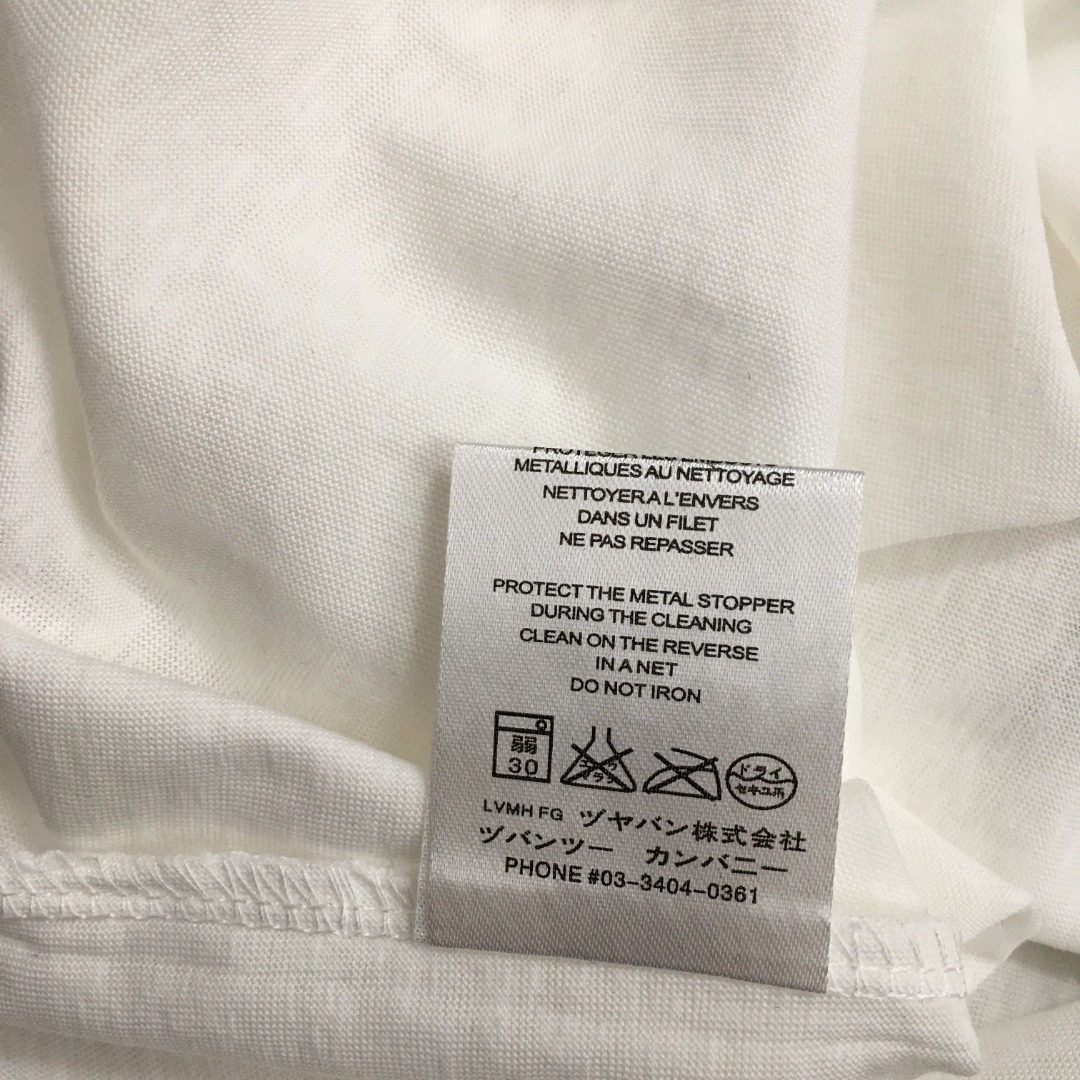 METALLIQUES AU NETTOYAGE
NETTOYER A L'ENVERS
DANS UN FILET
NE PAS REPASSER
PROTECT THE METAL STOPPER
DURING THE CLEANING
CLEAN ON THE REVERSE
IN A NET
DO NOT IRON
弱
30
ドライ
LVMH FG ヅヤバン株式会社
ヅバンツー カンバニー
PHONE #03-3404-0361